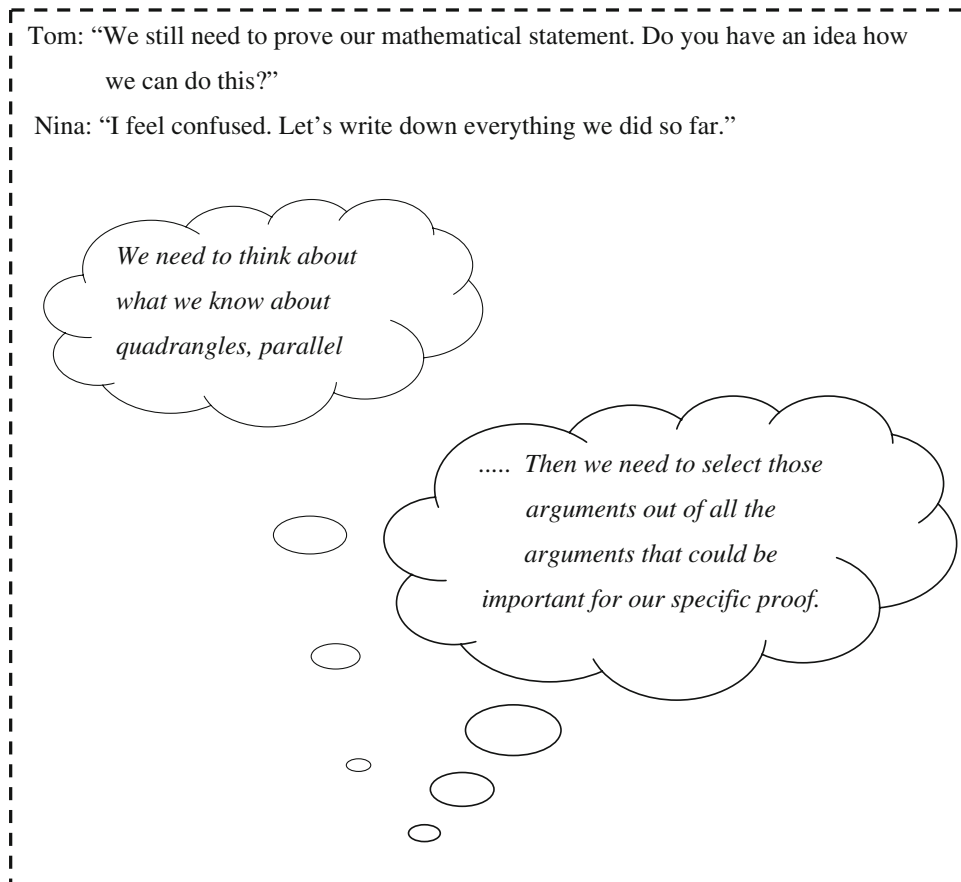 Tom: “We still need to prove our mathematical statement. Do you have an idea how
we can do this?”
Nina: “I feel confused. Let’s write down everything we did so far.”
We need to think about
what we know about
quadrangles, parallel
..... Then we need to select those
arguments out of all the
arguments that could be
important for our specific proof.